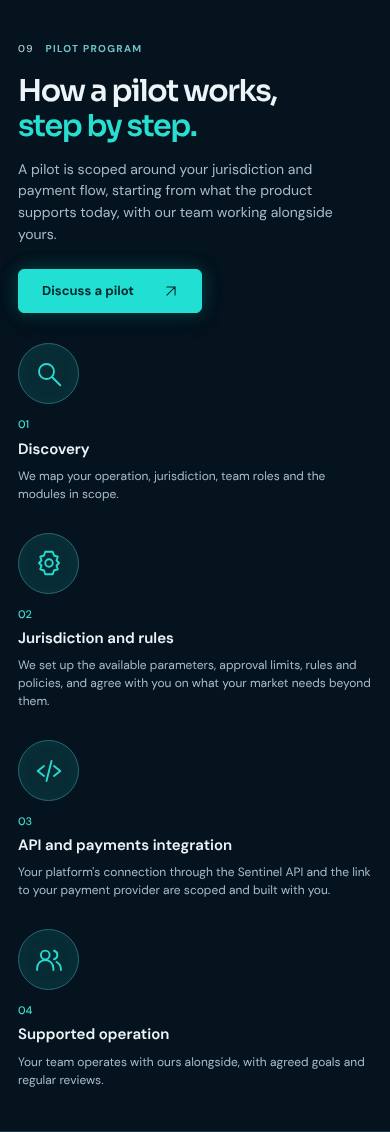 09 PILOT PROGRAM
How a pilot works,
step by step.
A pilot is scoped around your jurisdiction and
payment flow, starting from what the product
supports today, with our team working alongside
yours.
Discuss a pilot
01
Discovery
We map your operation, jurisdiction, team roles and the
modules in scope.
02
Jurisdiction and rules
We set up the available parameters, approval limits, rules and
policies, and agree with you on what your market needs beyond
them.
03
API and payments integration
Your platform's connection through the Sentinel API and the link
to your payment provider are scoped and built with you.
04
Supported operation
Your team operates with ours alongside, with agreed goals and
regular reviews.